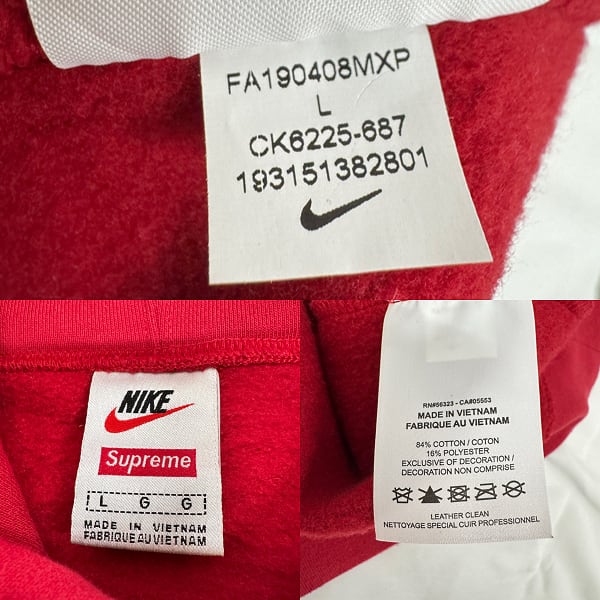 FA190408MXP
L
CK6225-687
193151382801
NIKE
Supreme
L G G
MADE IN VIETNAM
FABRIQUE AU VIETNAM
RN#56323 - CA#05553
MADE IN VIETNAM
FABRIQUE AU VIETNAM
84% COTTON / COTON
16% POLYESTER
EXCLUSIVE OF DECORATION /
DECORATION NON COMPRISE
LEATHER CLEAN
NETTOYAGE SPECIAL CUIR PROFESSIONNEL